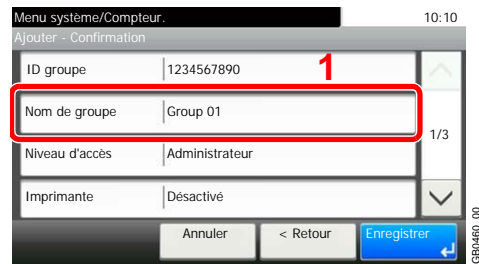 Menu système/Compteur.
10:10
Ajouter - Confirmation
ID groupe 1234567890
1
Nom de groupe Group 01
1/3
Niveau d'accès Administrateur
Imprimante Désactivé
Annuler < Retour Enregistrer
GB0460_00